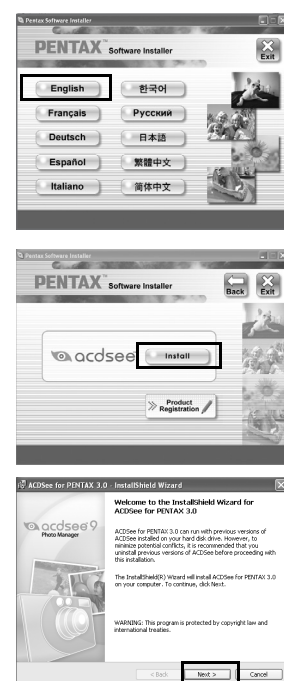 Pentax Software Installer
PENTAX™ Software Installer
Exit
English
한국어
Français
Русский
Deutsch
日本語
Español
繁體中文
Italiano
简体中文
Pentax Software Installer
PENTAX™ Software Installer
Back
Exit
acdsee
Install
Product
Registration
ACDSee for PENTAX 3.0 - InstallShield Wizard
Welcome to the InstallShield Wizard for
ACDSee for PENTAX 3.0
acdsee 9
Photo Manager
ACDSee for PENTAX 3.0 can run with previous versions of
ACDSee installed on your hard disk drive. However, to
minimize potential conflicts, it is recommended that you
uninstall previous versions of ACDSee before proceeding with
this installation.
The InstallShield(R) Wizard will install ACDSee for PENTAX 3.0
on your computer. To continue, click Next.
WARNING: This program is protected by copyright law and
international treaties.
< Back
Next >
Cancel